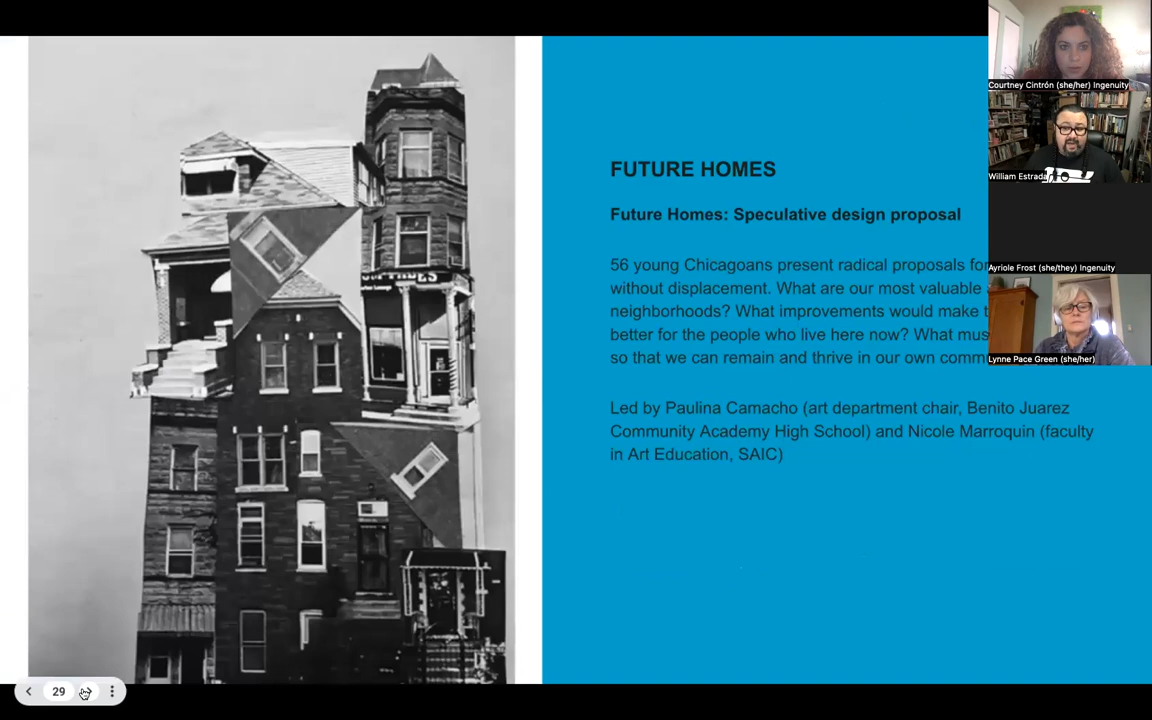 FUTURE HOMES
Future Homes: Speculative design proposal
56 young Chicagoans present radical proposals
without displacement. What are our most valuable
neighborhoods? What improvements would make
better for the people who live here now? What
so that we can remain and thrive in our own
Led by Paulina Camacho (art department chair, Benito Juarez
Community Academy High School) and Nicole Marroquin (faculty
in Art Education, SAIC)
Courtney Cintrón (she/her) Ingenuity
William Estrada
Ayriole Frost (she/they) Ingenuity
Lynne Pace Green (she/her)
29